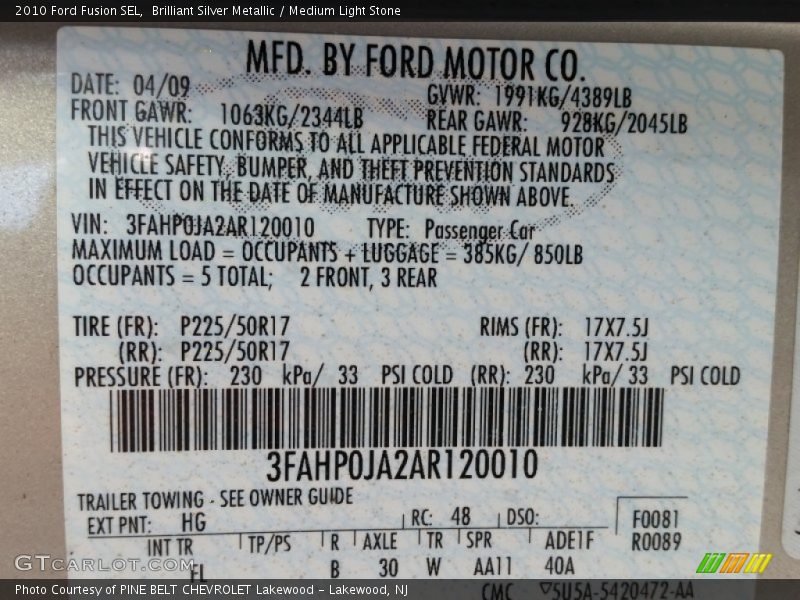 2010 Ford Fusion SEL,  Brilliant Silver Metallic / Medium Light Stone
MFD. BY FORD MOTOR CO.
DATE: 04/09 GVWR: 1991KG/4389LB
FRONT GAWR: 1063KG/2344LB REAR GAWR: 928KG/2045LB
THIS VEHICLE CONFORMS TO ALL APPLICABLE FEDERAL MOTOR
VEHICLE SAFETY, BUMPER, AND THEFT PREVENTION STANDARDS
IN EFFECT ON THE DATE OF MANUFACTURE SHOWN ABOVE.
VIN: 3FAHP0JA2AR120010 TYPE: Passenger Car
MAXIMUM LOAD = OCCUPANTS + LUGGAGE = 385KG/ 850LB
OCCUPANTS = 5 TOTAL; 2 FRONT, 3 REAR
TIRE (FR): P225/50R17 RIMS (FR): 17X7.5J
(RR): P225/50R17 (RR): 17X7.5J
PRESSURE (FR): 230 kPa/ 33 PSI COLD (RR): 230 kPa/ 33 PSI COLD
3FAHP0JA2AR120010
TRAILER TOWING - SEE OWNER GUIDE
EXT PNT: HG RC: 48 DSO: F0081
INT TR TP/PS R AXLE TR SPR ADE1F R0089
FL B 30 W AA11 40A
GTCarLot.com
CMC ▽5U5A-5420472-AA
Photo Courtesy of PINE BELT CHEVROLET Lakewood – Lakewood, NJ